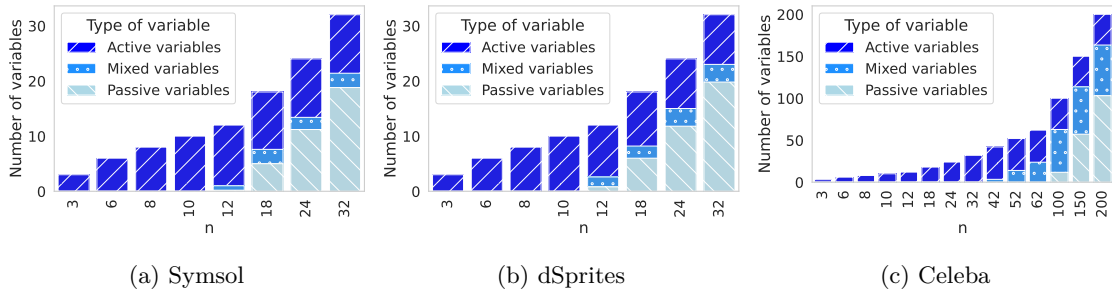 Number of variables
30
20
10
0
Type of variable
Active variables
Mixed variables
Passive variables
3 6 8 10 12 18 24 32
n
(a) Symsol
Number of variables
30
20
10
0
Type of variable
Active variables
Mixed variables
Passive variables
3 6 8 10 12 18 24 32
n
(b) dSprites
Number of variables
200
150
100
50
0
Type of variable
Active variables
Mixed variables
Passive variables
3 6 8 10 12 18 24 32 42 52 62 100 150 200
n
(c) Celeba